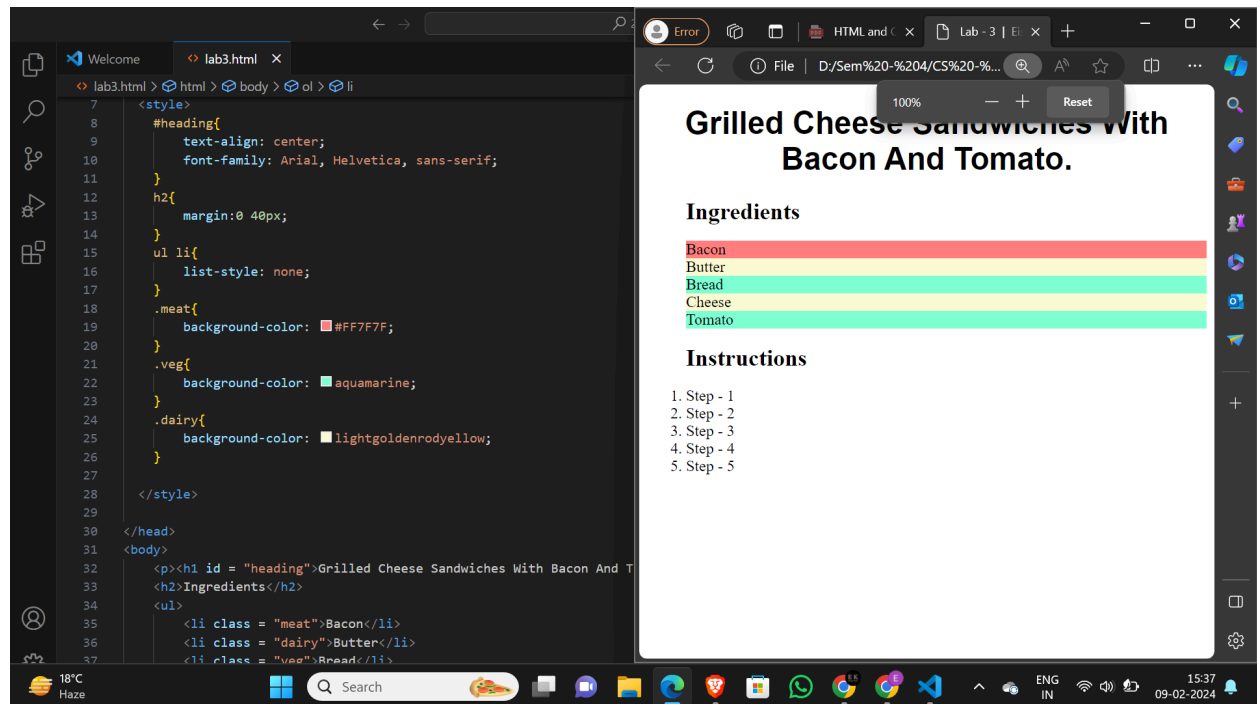 Welcome
lab3.html
lab3.html > html > body > ol > li
7 <style>
8 #heading{
9 text-align: center;
10 font-family: Arial, Helvetica, sans-serif;
11 }
12 h2{
13 margin:0 40px;
14 }
15 ul li{
16 list-style: none;
17 }
18 .meat{
19 background-color: #FF7F7F;
20 }
21 .veg{
22 background-color: aquamarine;
23 }
24 .dairy{
25 background-color: lightgoldenrodyellow;
26 }
27
28 </style>
29
30 </head>
31 <body>
32 <p><h1 id = "heading">Grilled Cheese Sandwiches With Bacon And T
33 <h2>Ingredients</h2>
34 <ul>
35 <li class = "meat">Bacon</li>
36 <li class = "dairy">Butter</li>
37 <li class = "veg">Bread</li>
Error
HTML and C
Lab - 3 | Ei
File | D:/Sem%20-%204/CS%20-%...
100%
Reset
Grilled Cheese Sandwiches With
Bacon And Tomato.
Ingredients
Bacon
Butter
Bread
Cheese
Tomato
Instructions
1. Step - 1
2. Step - 2
3. Step - 3
4. Step - 4
5. Step - 5
18°C
Haze
Search
ENG
IN
15:37
09-02-2024